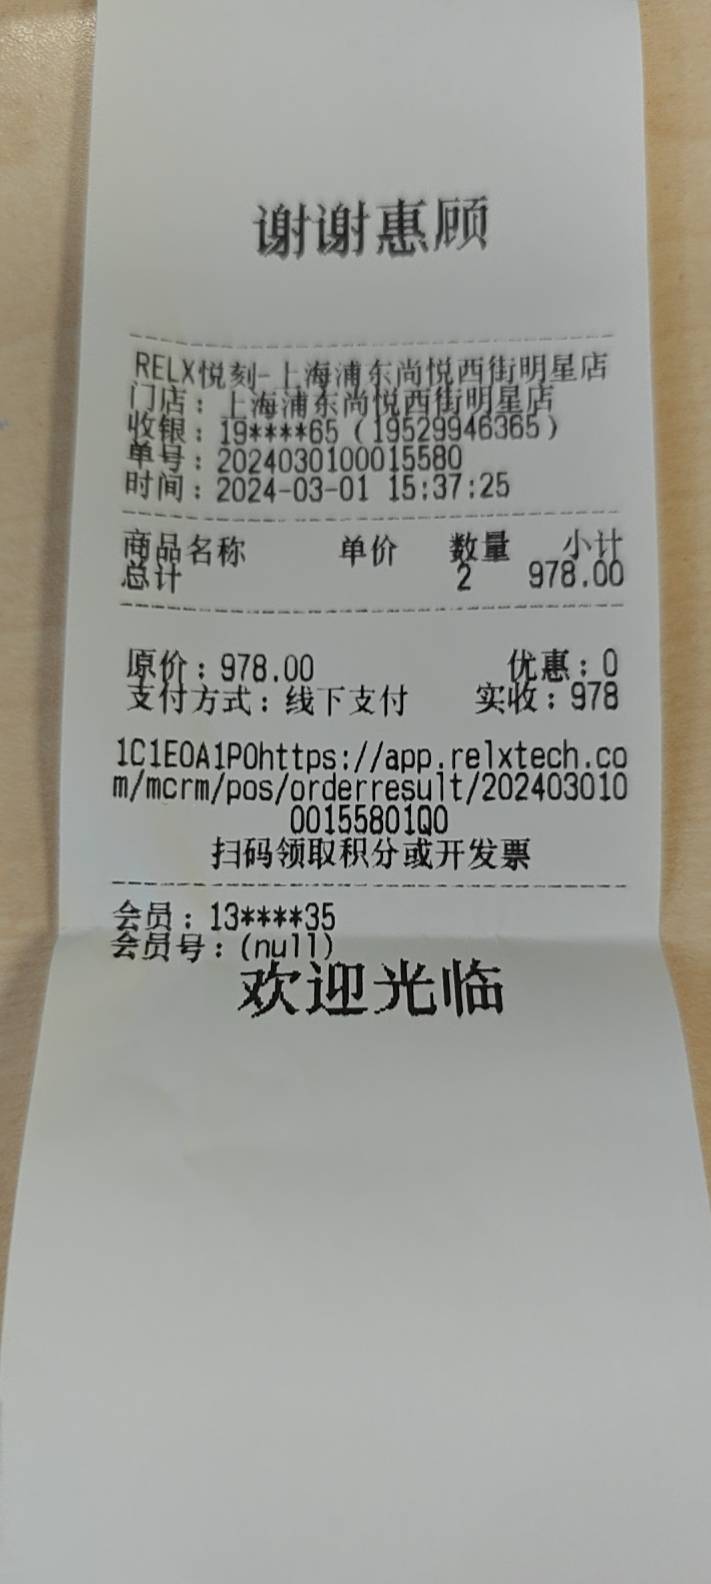 谢谢惠顾
RELX悦刻-上海浦东尚悦西街明星店
门店：上海浦东尚悦西街明星店
收银：19****65（19529946365）
单号：2024030100015580
时间：2024-03-01 15:37:25
商品名称 单价 数量 小计
总计 2 978.00
原价：978.00 优惠：0
支付方式：线下支付 实收：978
1C1E0A1P0https://app.relxtech.co
m/mcrm/pos/orderresult/202403010
00155801Q0
扫码领取积分或开发票
会员：13****35
会员号：(null)
欢迎光临